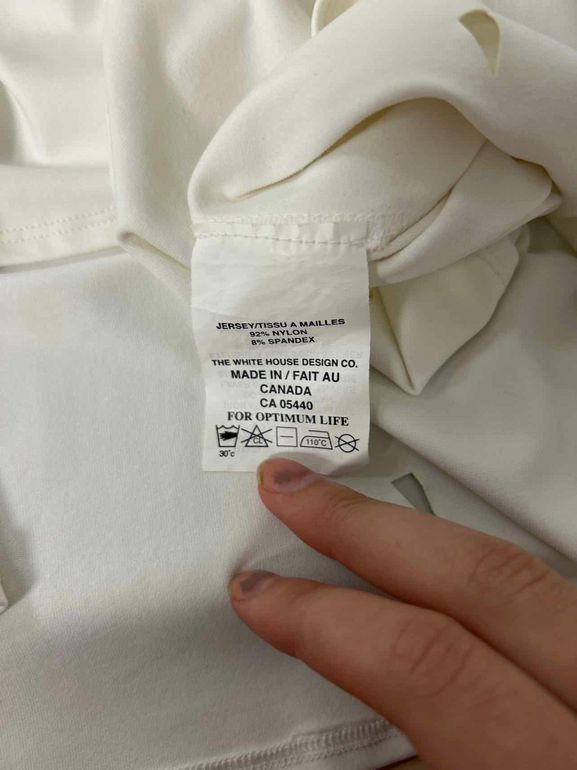 JERSEY/TISSU A MAILLES
92% NYLON
8% SPANDEX
THE WHITE HOUSE DESIGN CO.
MADE IN / FAIT AU
CANADA
CA 05440
FOR OPTIMUM LIFE
CL 110°C
30°c